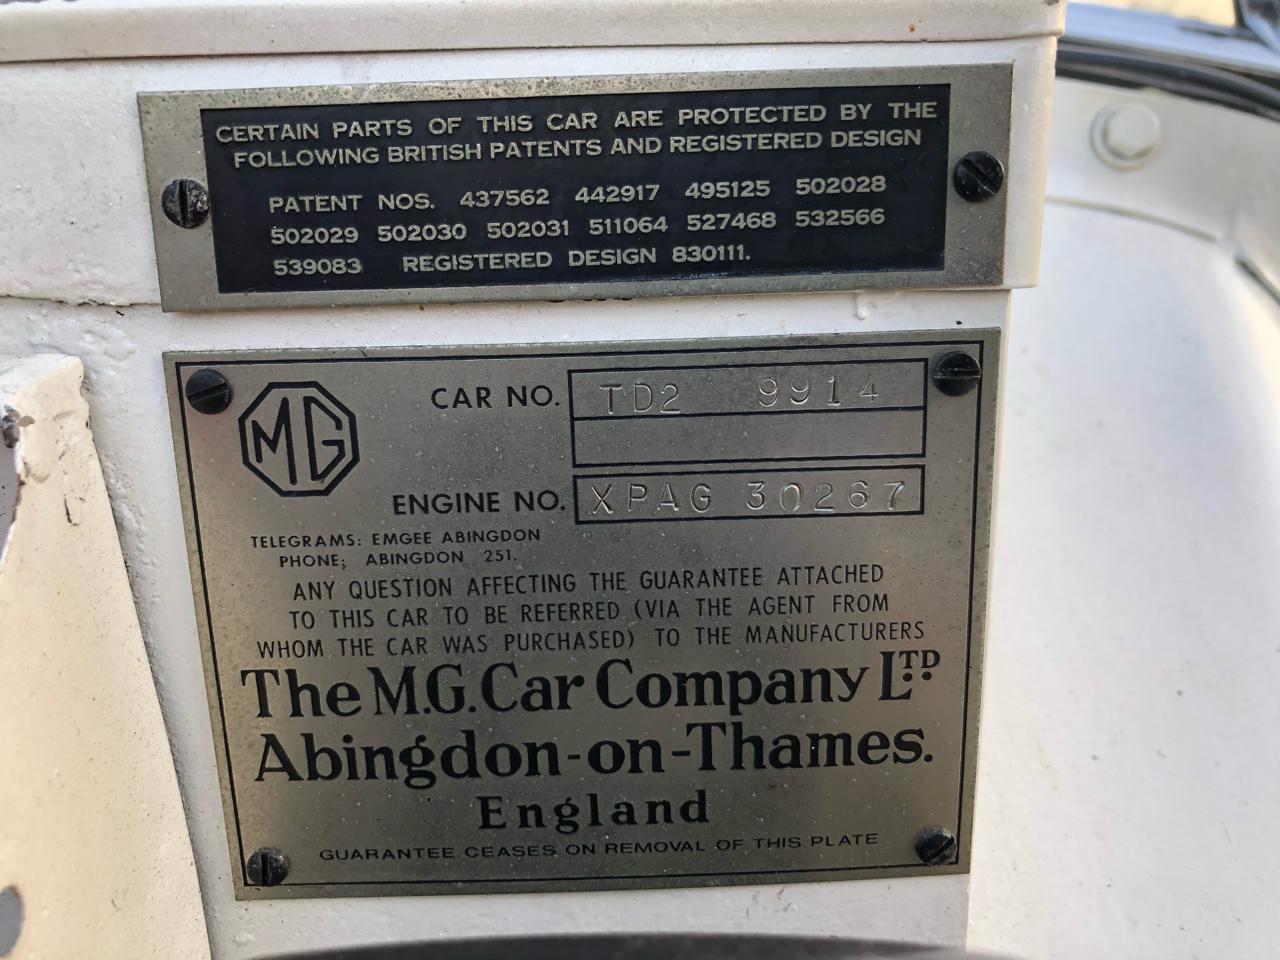 CERTAIN PARTS OF THIS CAR ARE PROTECTED BY THE
FOLLOWING BRITISH PATENTS AND REGISTERED DESIGN
PATENT NOS. 437562 442917 495125 502028
502029 502030 502031 511064 527468 532566
539083 REGISTERED DESIGN 830111.
MG
CAR NO. TD2 9914
ENGINE NO. XPAG 30267
TELEGRAMS: EMGEE ABINGDON
PHONE; ABINGDON 251.
ANY QUESTION AFFECTING THE GUARANTEE ATTACHED
TO THIS CAR TO BE REFERRED (VIA THE AGENT FROM
WHOM THE CAR WAS PURCHASED) TO THE MANUFACTURERS
The M.G. Car Company LTD
Abingdon-on-Thames.
England
GUARANTEE CEASES ON REMOVAL OF THIS PLATE